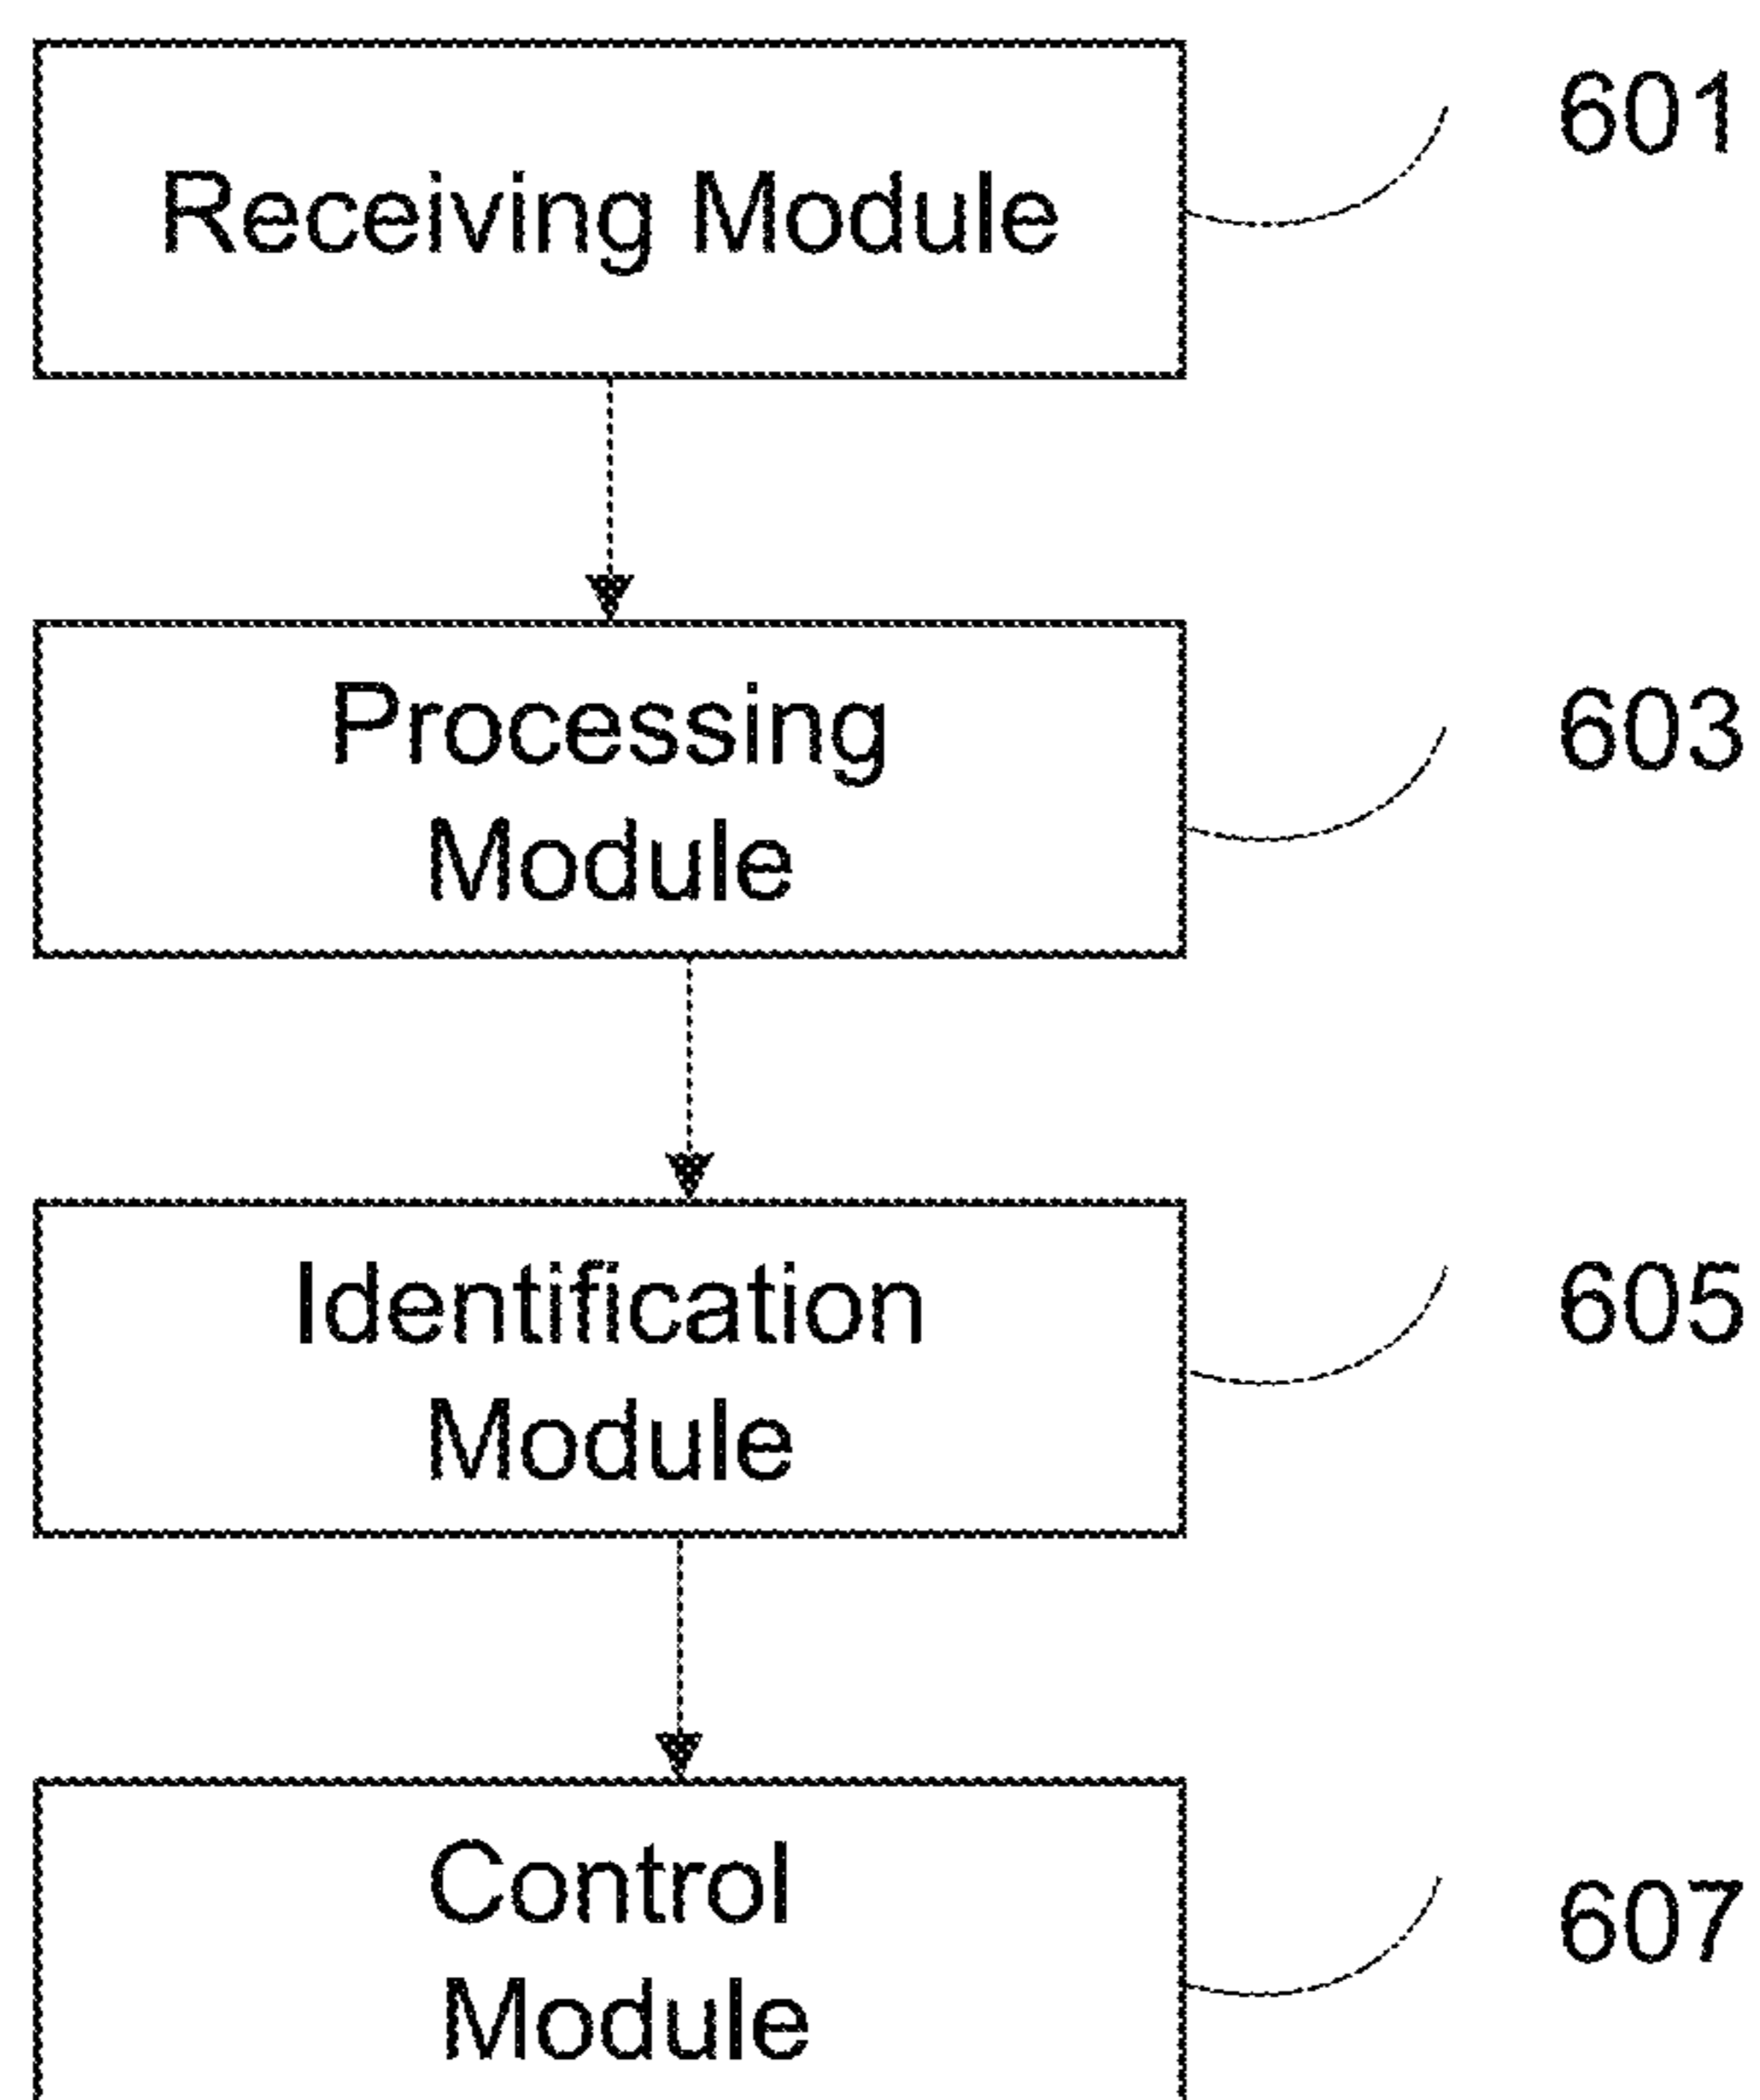 Receiving Module
601
Processing
Module
603
Identification
Module
605
Control
Module
607